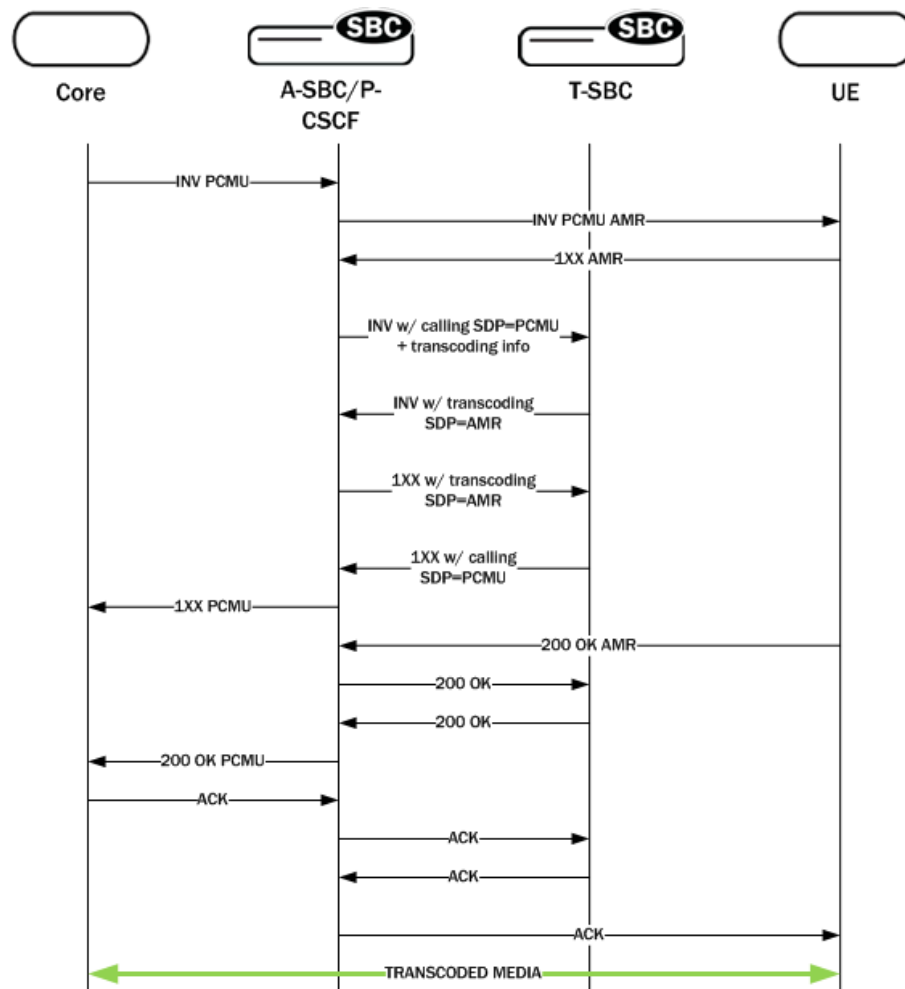 SBC
SBC
Core
A-SBC/P-
CSCF
T-SBC
UE
INV PCMU
INV PCMU AMR
1XX AMR
INV w/ calling SDP=PCMU
+ transcoding info
INV w/ transcoding
SDP=AMR
1XX w/ transcoding
SDP=AMR
1XX w/ calling
SDP=PCMU
1XX PCMU
200 OK AMR
200 OK
200 OK
200 OK PCMU
ACK
ACK
ACK
ACK
TRANSCODED MEDIA